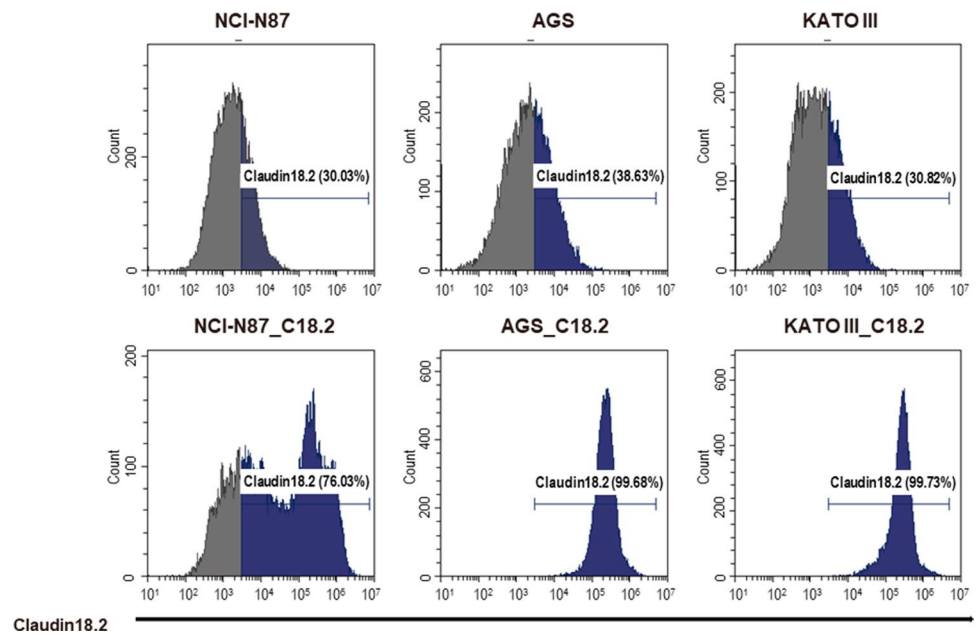 NCI-N87 AGS KATO III
200 100 0 Count Claudin18.2 (30.03%)
200 100 0 Count Claudin18.2 (38.63%)
200 100 0 Count Claudin18.2 (30.82%)
10¹ 10² 10³ 10⁴ 10⁵ 10⁶ 10⁷ 10¹ 10² 10³ 10⁴ 10⁵ 10⁶ 10⁷ 10¹ 10² 10³ 10⁴ 10⁵ 10⁶ 10⁷
NCI-N87_C18.2 AGS_C18.2 KATO III_C18.2
200 100 0 Count Claudin18.2 (76.03%)
600 400 200 0 Count Claudin18.2 (99.68%)
600 400 200 0 Count Claudin18.2 (99.73%)
10¹ 10² 10³ 10⁴ 10⁵ 10⁶ 10⁷ 10¹ 10² 10³ 10⁴ 10⁵ 10⁶ 10⁷ 10¹ 10² 10³ 10⁴ 10⁵ 10⁶ 10⁷
Claudin18.2